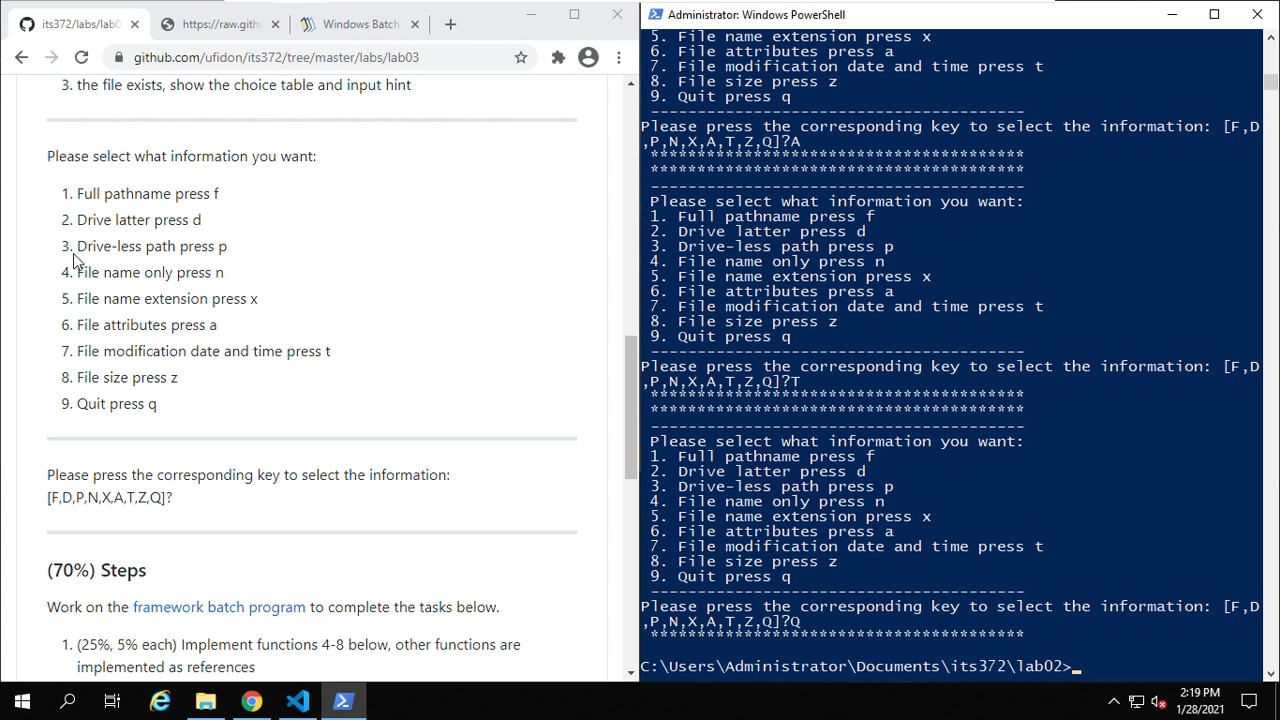 its372/labs/lab0
https://raw.gith
Windows Batch
github.com/ufidon/its372/tree/master/labs/lab03
3. the file exists, show the choice table and input hint
Please select what information you want:
1. Full pathname press f
2. Drive latter press d
3. Drive-less path press p
4. File name only press n
5. File name extension press x
6. File attributes press a
7. File modification date and time press t
8. File size press z
9. Quit press q
Please press the corresponding key to select the information:
[F,D,P,N,X,A,T,Z,Q]?
(70%) Steps
Work on the framework batch program to complete the tasks below.
1. (25%, 5% each) Implement functions 4-8 below, other functions are
implemented as references
Administrator: Windows PowerShell
5. File name extension press x
6. File attributes press a
7. File modification date and time press t
8. File size press z
9. Quit press q
----------------------------------------
Please press the corresponding key to select the information: [F,D
,P,N,X,A,T,Z,Q]?A
****************************************
****************************************
----------------------------------------
Please select what information you want:
1. Full pathname press f
2. Drive latter press d
3. Drive-less path press p
4. File name only press n
5. File name extension press x
6. File attributes press a
7. File modification date and time press t
8. File size press z
9. Quit press q
----------------------------------------
Please press the corresponding key to select the information: [F,D
,P,N,X,A,T,Z,Q]?T
****************************************
****************************************
----------------------------------------
Please select what information you want:
1. Full pathname press f
2. Drive latter press d
3. Drive-less path press p
4. File name only press n
5. File name extension press x
6. File attributes press a
7. File modification date and time press t
8. File size press z
9. Quit press q
----------------------------------------
Please press the corresponding key to select the information: [F,D
,P,N,X,A,T,Z,Q]?Q
****************************************
C:\Users\Administrator\Documents\its372\lab02>_
2:19 PM
1/28/2021